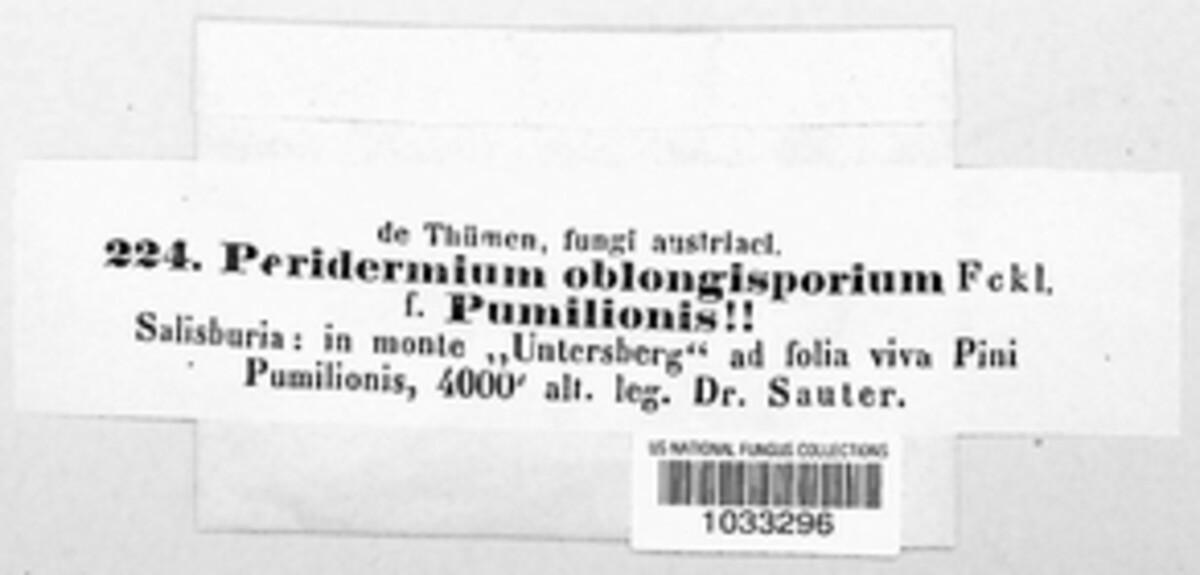 de Thümen, fungi austriaci.
224. Peridermium oblongisporium Fckl.
f. Pumilionis!!
Salisburia: in monte „Untersberg“ ad folia viva Pini
Pumilionis, 4000′ alt. leg. Dr. Sauter.
US NATIONAL FUNGUS COLLECTIONS
1033296